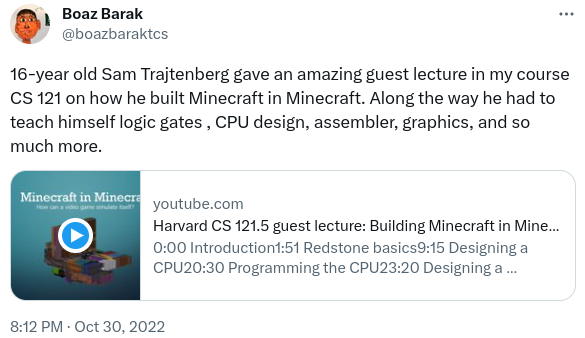 Boaz Barak
@boazbaraktcs
16-year old Sam Trajtenberg gave an amazing guest lecture in my course
CS 121 on how he built Minecraft in Minecraft. Along the way he had to
teach himself logic gates , CPU design, assembler, graphics, and so
much more.
Minecraft in Minecra
How can a video game simulate itself?
youtube.com
Harvard CS 121.5 guest lecture: Building Minecraft in Mine...
0:00 Introduction1:51 Redstone basics9:15 Designing a
CPU20:30 Programming the CPU23:20 Designing a ...
8:12 PM · Oct 30, 2022